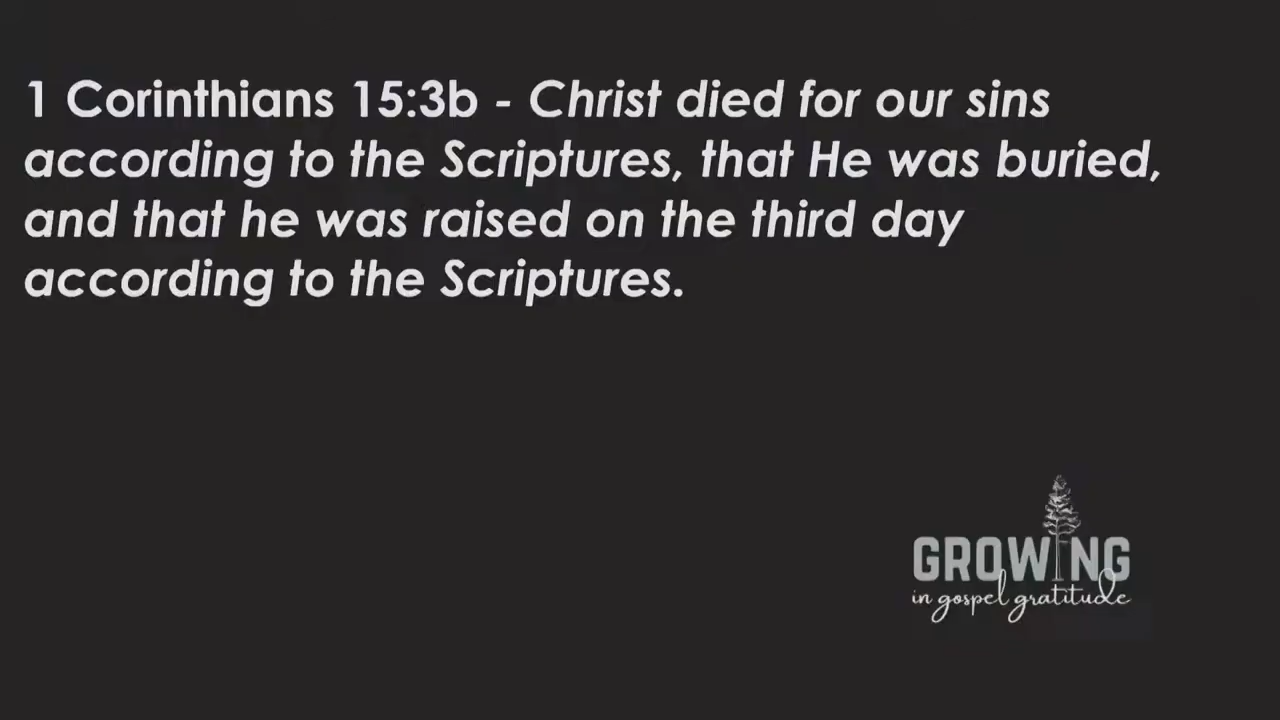 1 Corinthians 15:3b - Christ died for our sins
according to the Scriptures, that He was buried,
and that he was raised on the third day
according to the Scriptures.
GROWING
in gospel gratitude